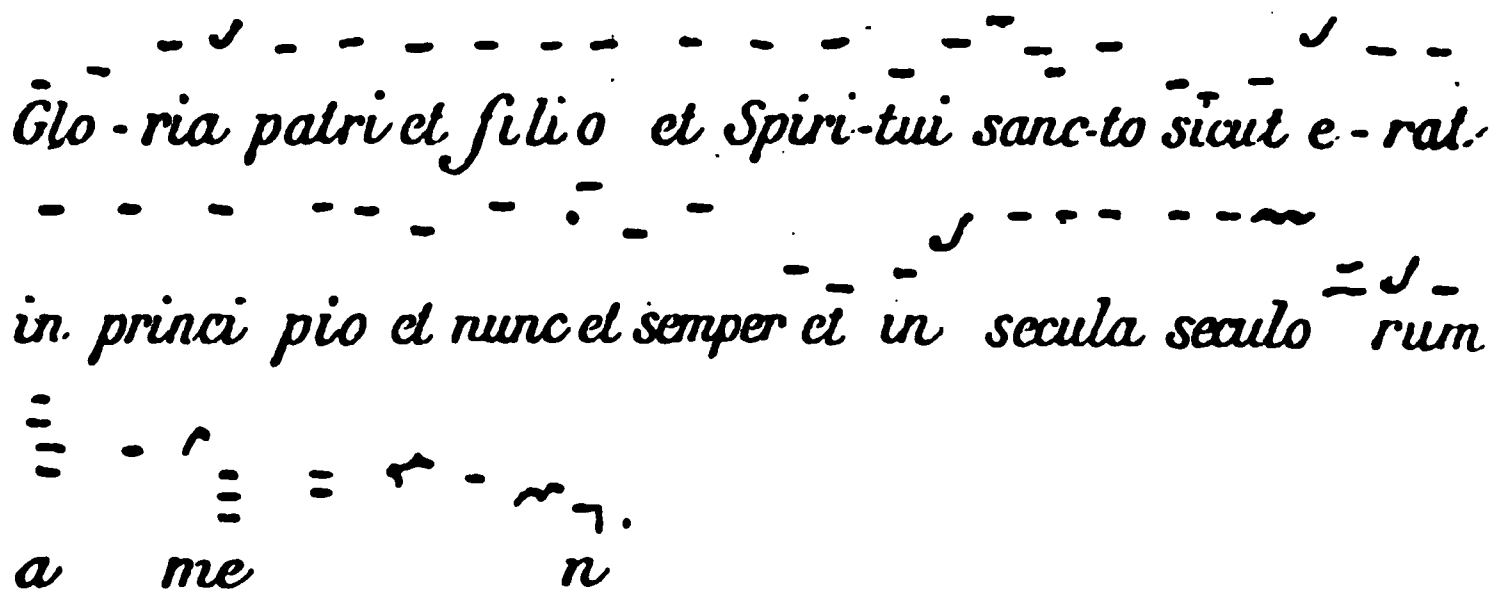 Glo - ria patri et filio et Spiri-tui sanc-to sicut e - rat.
in. princi pio et nunc et semper et in secula seculo rum
a me n